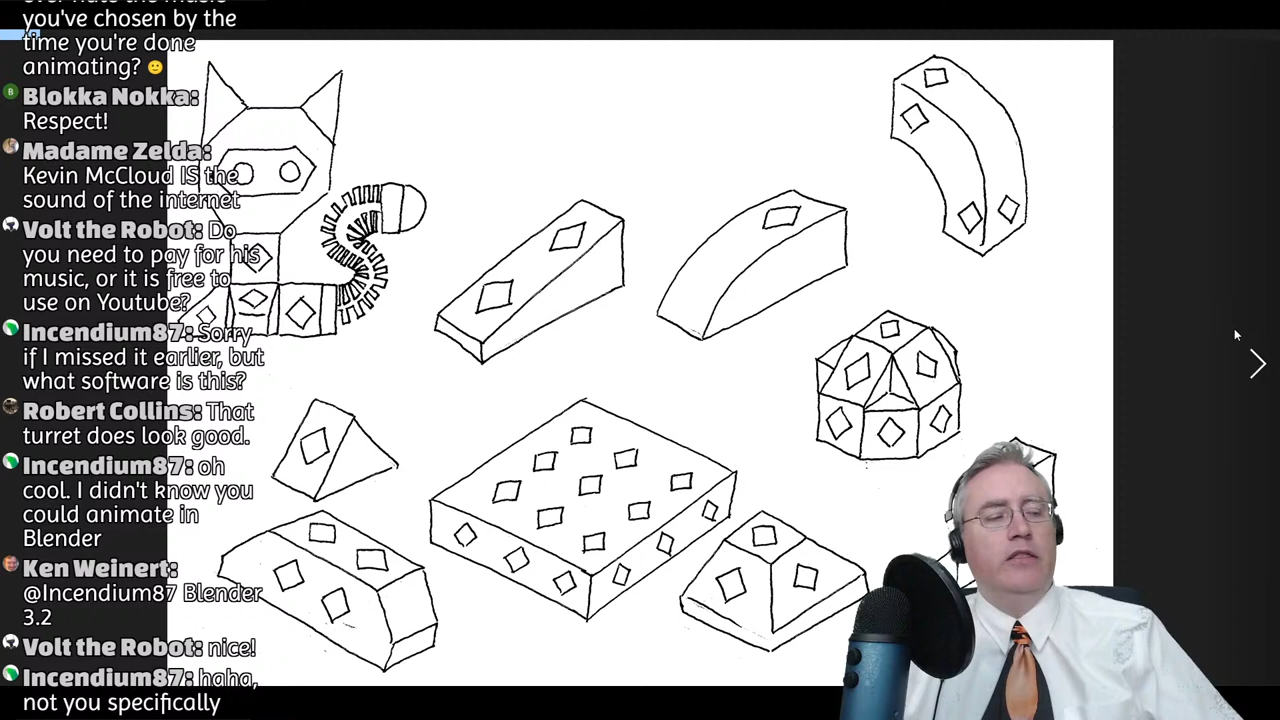 you've chosen by the
time you're done
animating? 🙂
Blokka Nokka:
Respect!
Madame Zelda:
Kevin McCloud IS the
sound of the internet
Volt the Robot: Do
you need to pay for his
music, or it is free to
use on Youtube?
Incendium87: Sorry
if I missed it earlier, but
what software is this?
Robert Collins: That
turret does look good.
Incendium87: oh
cool. I didn't know you
could animate in
Blender
Ken Weinert:
@Incendium87 Blender
3.2
Volt the Robot: nice!
Incendium87: haha,
not you specifically